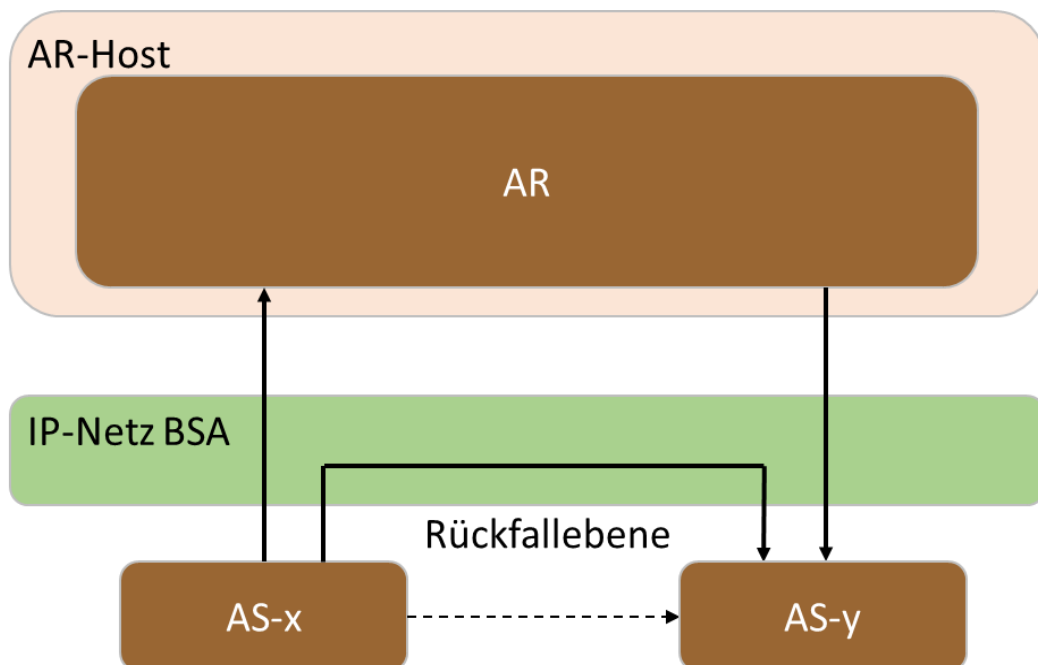 AR-Host
AR
IP-Netz BSA
Rückfallebene
AS-x
AS-y